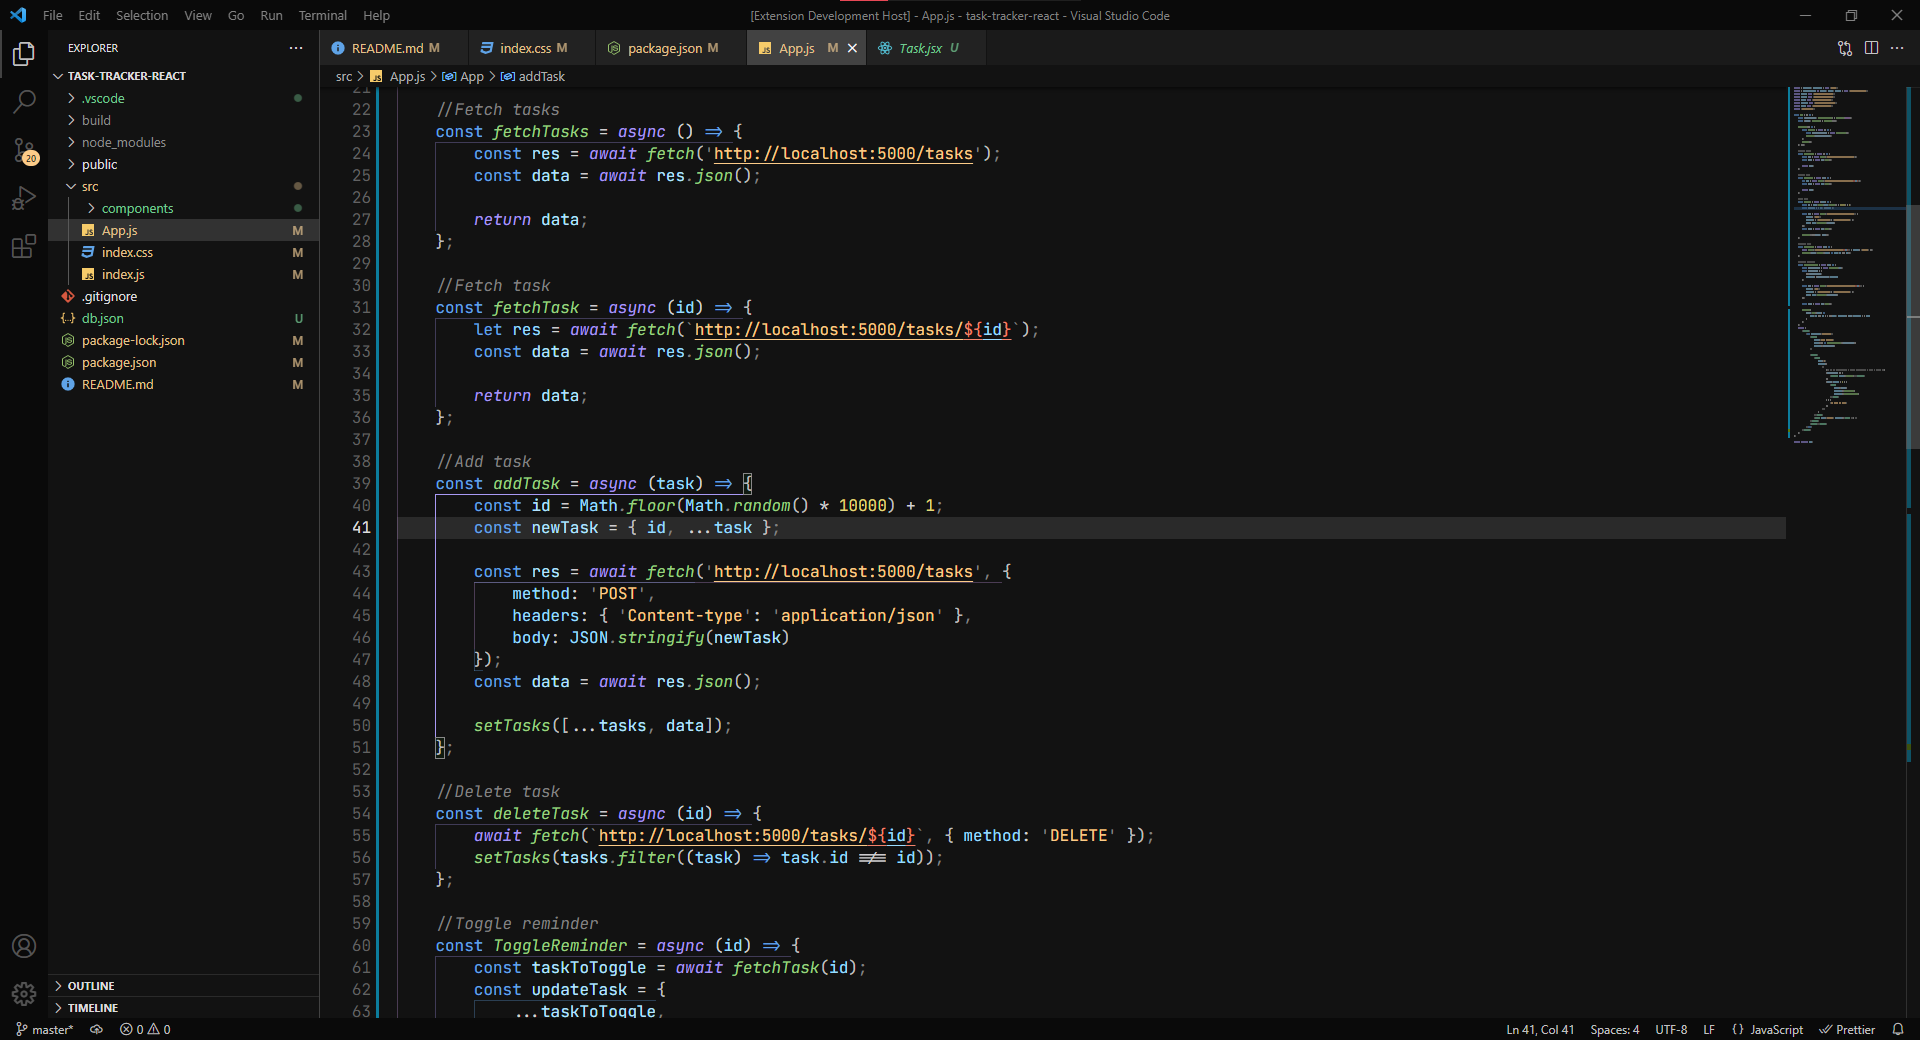 File Edit Selection View Go Run Terminal Help
[Extension Development Host] - App.js - task-tracker-react - Visual Studio Code
EXPLORER
TASK-TRACKER-REACT
.vscode
build
node_modules
public
src
components
App.js M
index.css M
index.js M
.gitignore
db.json U
package-lock.json M
package.json M
README.md M
OUTLINE
TIMELINE
20
README.md M index.css M package.json M App.js M Task.jsx U
src > App.js > App > addTask
21
22 //Fetch tasks
23 const fetchTasks = async () => {
24 const res = await fetch('http://localhost:5000/tasks');
25 const data = await res.json();
26
27 return data;
28 };
29
30 //Fetch task
31 const fetchTask = async (id) => {
32 let res = await fetch(`http://localhost:5000/tasks/${id}`);
33 const data = await res.json();
34
35 return data;
36 };
37
38 //Add task
39 const addTask = async (task) => {
40 const id = Math.floor(Math.random() * 10000) + 1;
41 const newTask = { id, ...task };
42
43 const res = await fetch('http://localhost:5000/tasks', {
44 method: 'POST',
45 headers: { 'Content-type': 'application/json' },
46 body: JSON.stringify(newTask)
47 });
48 const data = await res.json();
49
50 setTasks([...tasks, data]);
51 };
52
53 //Delete task
54 const deleteTask = async (id) => {
55 await fetch(`http://localhost:5000/tasks/${id}`, { method: 'DELETE' });
56 setTasks(tasks.filter((task) => task.id !== id));
57 };
58
59 //Toggle reminder
60 const ToggleReminder = async (id) => {
61 const taskToToggle = await fetchTask(id);
62 const updateTask = {
63 ...taskToToggle,
master* 0 0
Ln 41, Col 41 Spaces: 4 UTF-8 LF {} JavaScript Prettier